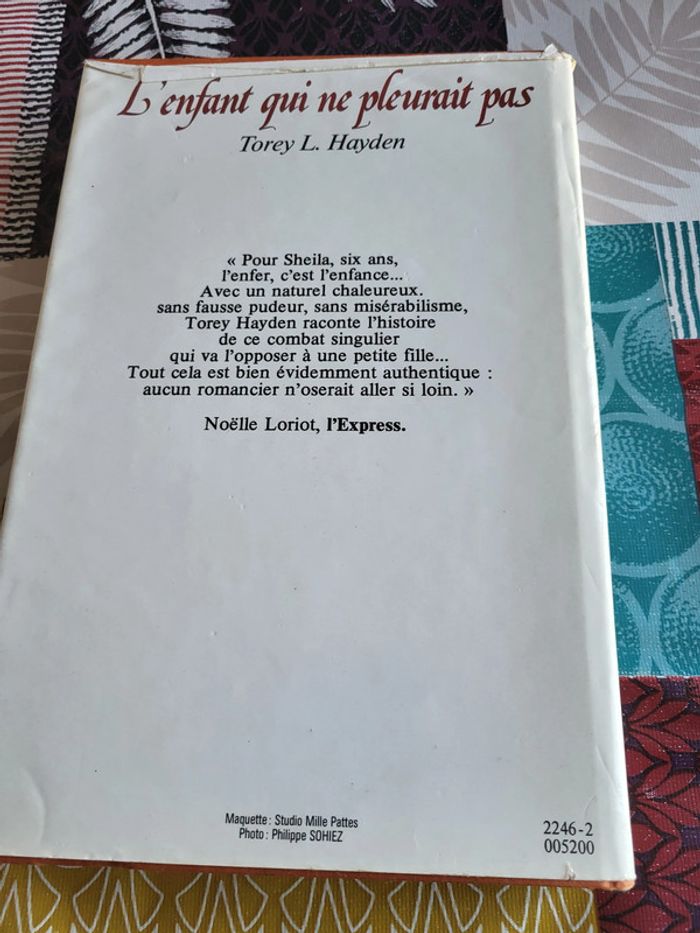 L'enfant qui ne pleurait pas
Torey L. Hayden
« Pour Sheila, six ans,
l'enfer, c'est l'enfance...
Avec un naturel chaleureux.
sans fausse pudeur, sans misérabilisme,
Torey Hayden raconte l'histoire
de ce combat singulier
qui va l'opposer à une petite fille...
Tout cela est bien évidemment authentique :
aucun romancier n'oserait aller si loin. »
Noëlle Loriot, l'Express.
Maquette : Studio Mille Pattes
Photo : Philippe SOHIEZ
2246-2
005200